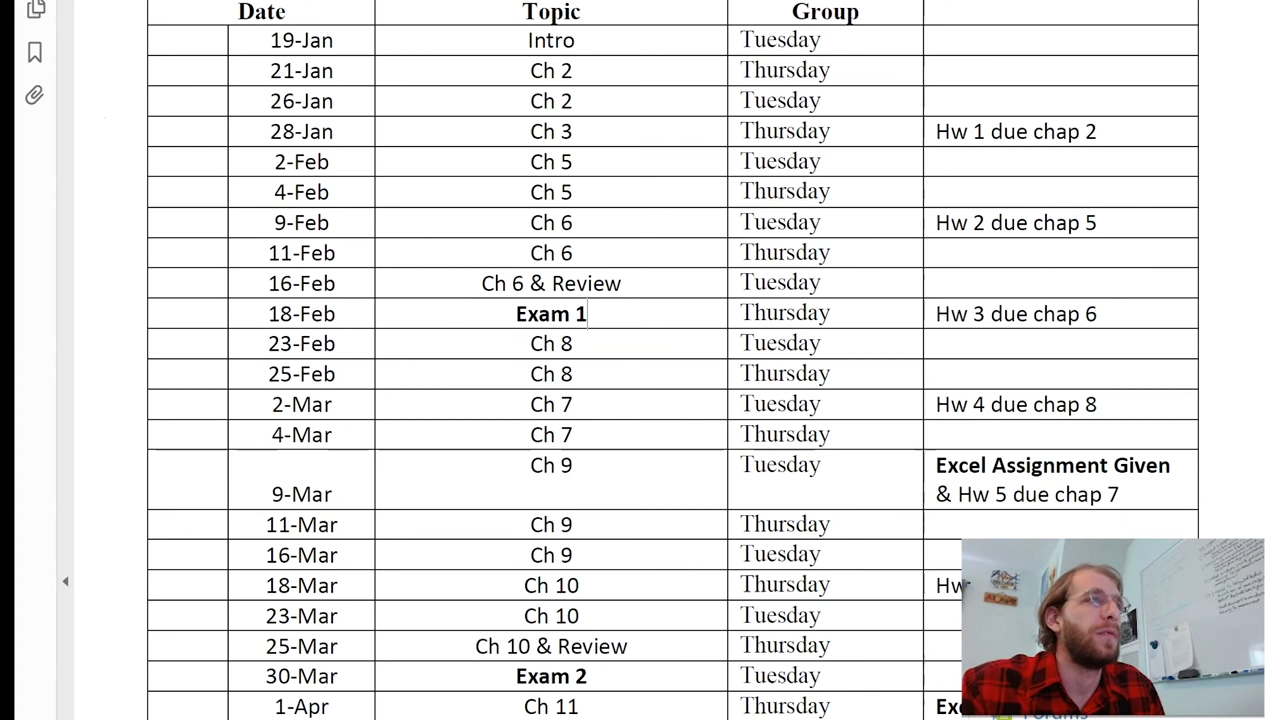 Date Topic Group
19-Jan Intro Tuesday
21-Jan Ch 2 Thursday
26-Jan Ch 2 Tuesday
28-Jan Ch 3 Thursday Hw 1 due chap 2
2-Feb Ch 5 Tuesday
4-Feb Ch 5 Thursday
9-Feb Ch 6 Tuesday Hw 2 due chap 5
11-Feb Ch 6 Thursday
16-Feb Ch 6 & Review Tuesday
18-Feb Exam 1 Thursday Hw 3 due chap 6
23-Feb Ch 8 Tuesday
25-Feb Ch 8 Thursday
2-Mar Ch 7 Tuesday Hw 4 due chap 8
4-Mar Ch 7 Thursday
Ch 9 Tuesday Excel Assignment Given
9-Mar & Hw 5 due chap 7
11-Mar Ch 9 Thursday
16-Mar Ch 9 Tuesday
18-Mar Ch 10 Thursday Hw
23-Mar Ch 10 Tuesday
25-Mar Ch 10 & Review Thursday
30-Mar Exam 2 Tuesday
1-Apr Ch 11 Thursday